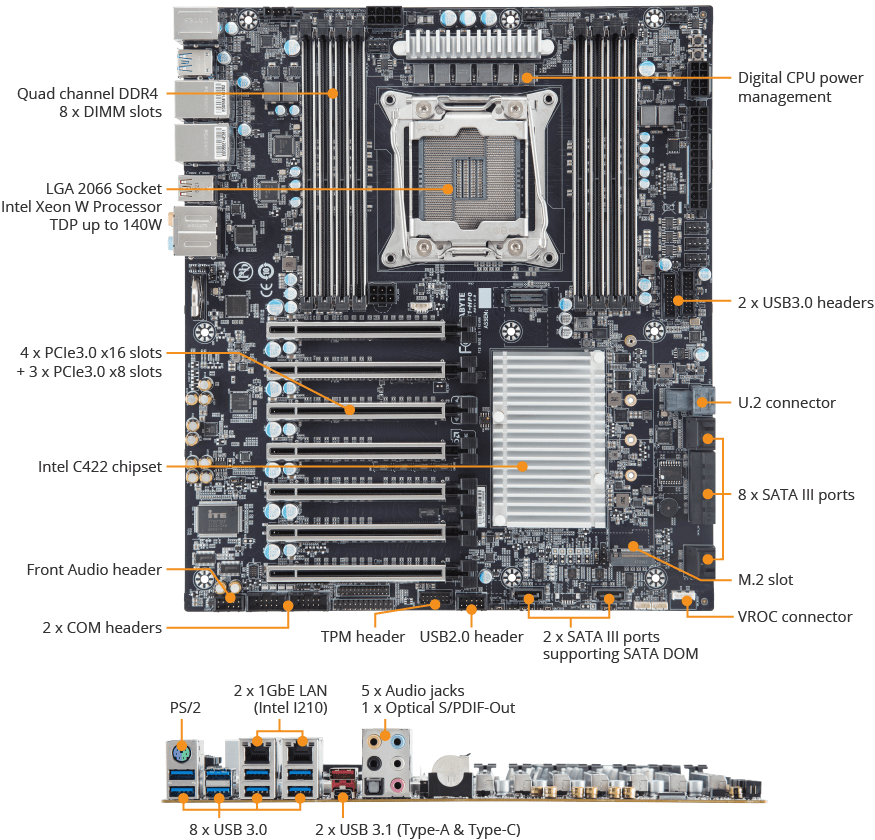 Quad channel DDR4
8 x DIMM slots
Digital CPU power
management
LGA 2066 Socket
Intel Xeon W Processor
TDP up to 140W
2 x USB3.0 headers
4 x PCIe3.0 x16 slots
+ 3 x PCIe3.0 x8 slots
U.2 connector
Intel C422 chipset
8 x SATA III ports
Front Audio header
M.2 slot
VROC connector
2 x COM headers
TPM header
USB2.0 header
2 x SATA III ports
supporting SATA DOM
PS/2
2 x 1GbE LAN
(Intel I210)
5 x Audio jacks
1 x Optical S/PDIF-Out
8 x USB 3.0
2 x USB 3.1 (Type-A & Type-C)